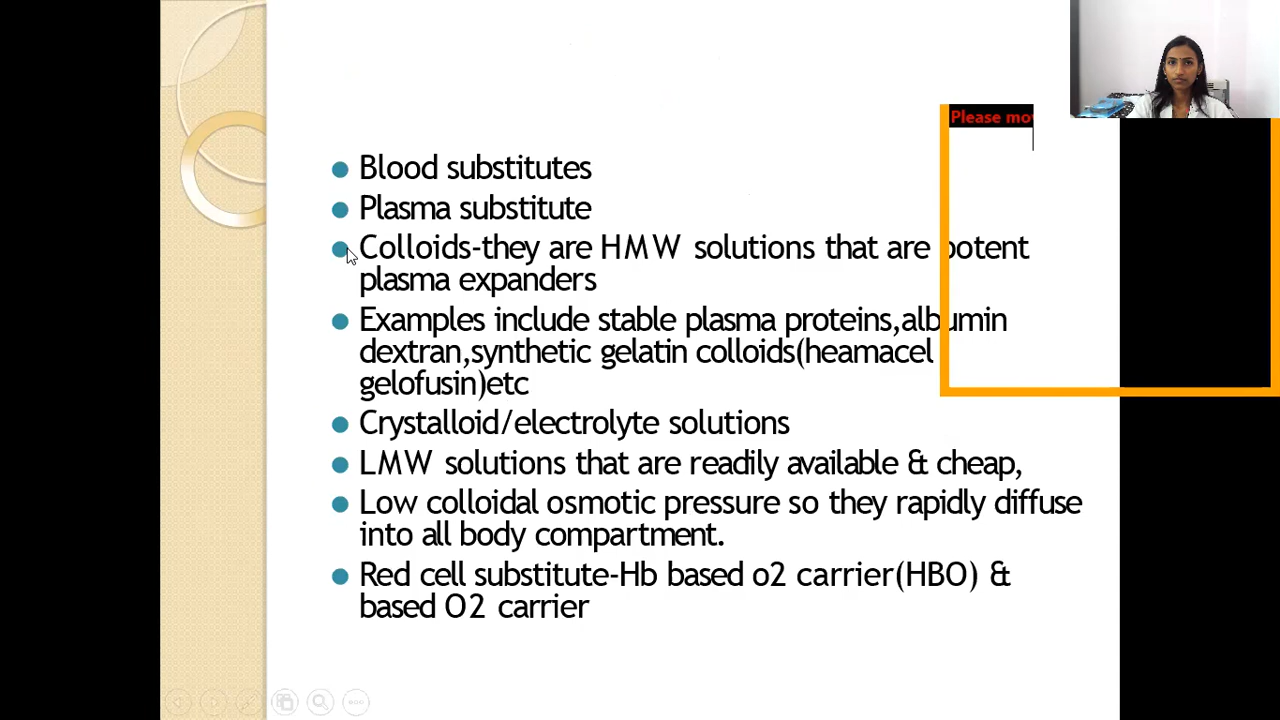 Please mo
Blood substitutes
Plasma substitute
Colloids-they are HMW solutions that are potent
plasma expanders
Examples include stable plasma proteins,albumin
dextran,synthetic gelatin colloids(heamacel
gelofusin)etc
Crystalloid/electrolyte solutions
LMW solutions that are readily available & cheap,
Low colloidal osmotic pressure so they rapidly diffuse
into all body compartment.
Red cell substitute-Hb based o2 carrier(HBO) &
based O2 carrier